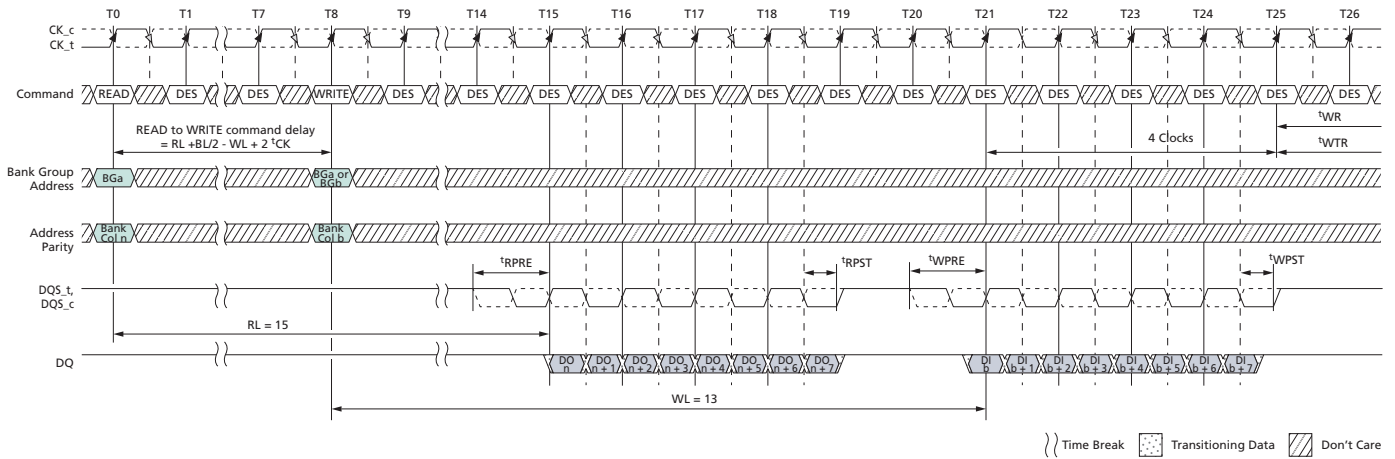 T0 T1 T7 T8 T9 T14 T15 T16 T17 T18 T19 T20 T21 T22 T23 T24 T25 T26
CK_c
CK_t
Command READ DES DES WRITE DES DES DES DES DES DES DES DES DES DES DES DES DES DES
READ to WRITE command delay
= RL +BL/2 - WL + 2 tCK
4 Clocks
tWR
tWTR
Bank Group
Address
BGa
BGa or
BGb
Address
Parity
Bank
Col n
Bank
Col b
tRPRE tRPST tWPRE tWPST
DQS_t,
DQS_c
RL = 15
DQ
DO
n
DO
n + 1
DO
n + 2
DO
n + 3
DO
n + 4
DO
n + 5
DO
n + 6
DO
n + 7
DI
b
DI
b + 1
DI
b + 2
DI
b + 3
DI
b + 4
DI
b + 5
DI
b + 6
DI
b + 7
WL = 13
Time Break Transitioning Data Don't Care